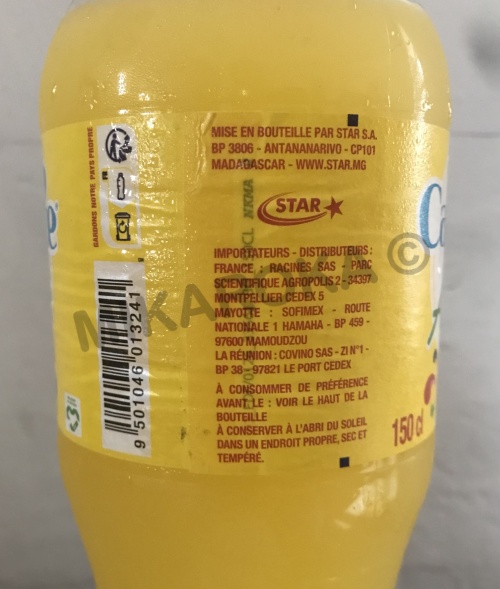 GARDONS NOTRE PAYS PROPRE
9 501046 013241
MISE EN BOUTEILLE PAR STAR S.A.
BP 3806 - ANTANANARIVO - CP101
MADAGASCAR - WWW.STAR.MG
STAR
IMPORTATEURS - DISTRIBUTEURS :
FRANCE : RACINES SAS - PARC
SCIENTIFIQUE AGROPOLIS 2 - 34397
MONTPELLIER CEDEX 5
MAYOTTE : SOFIMEX - ROUTE
NATIONALE 1 HAMAHA - BP 459 -
97600 MAMOUDZOU
LA RÉUNION : COVINO SAS - ZI N°1 -
BP 38 - 97821 LE PORT CEDEX
À CONSOMMER DE PRÉFÉRENCE
AVANT LE : VOIR LE HAUT DE LA
BOUTEILLE
À CONSERVER À L'ABRI DU SOLEIL
DANS UN ENDROIT PROPRE, SEC ET
TEMPÉRÉ.
Ca
150 cl